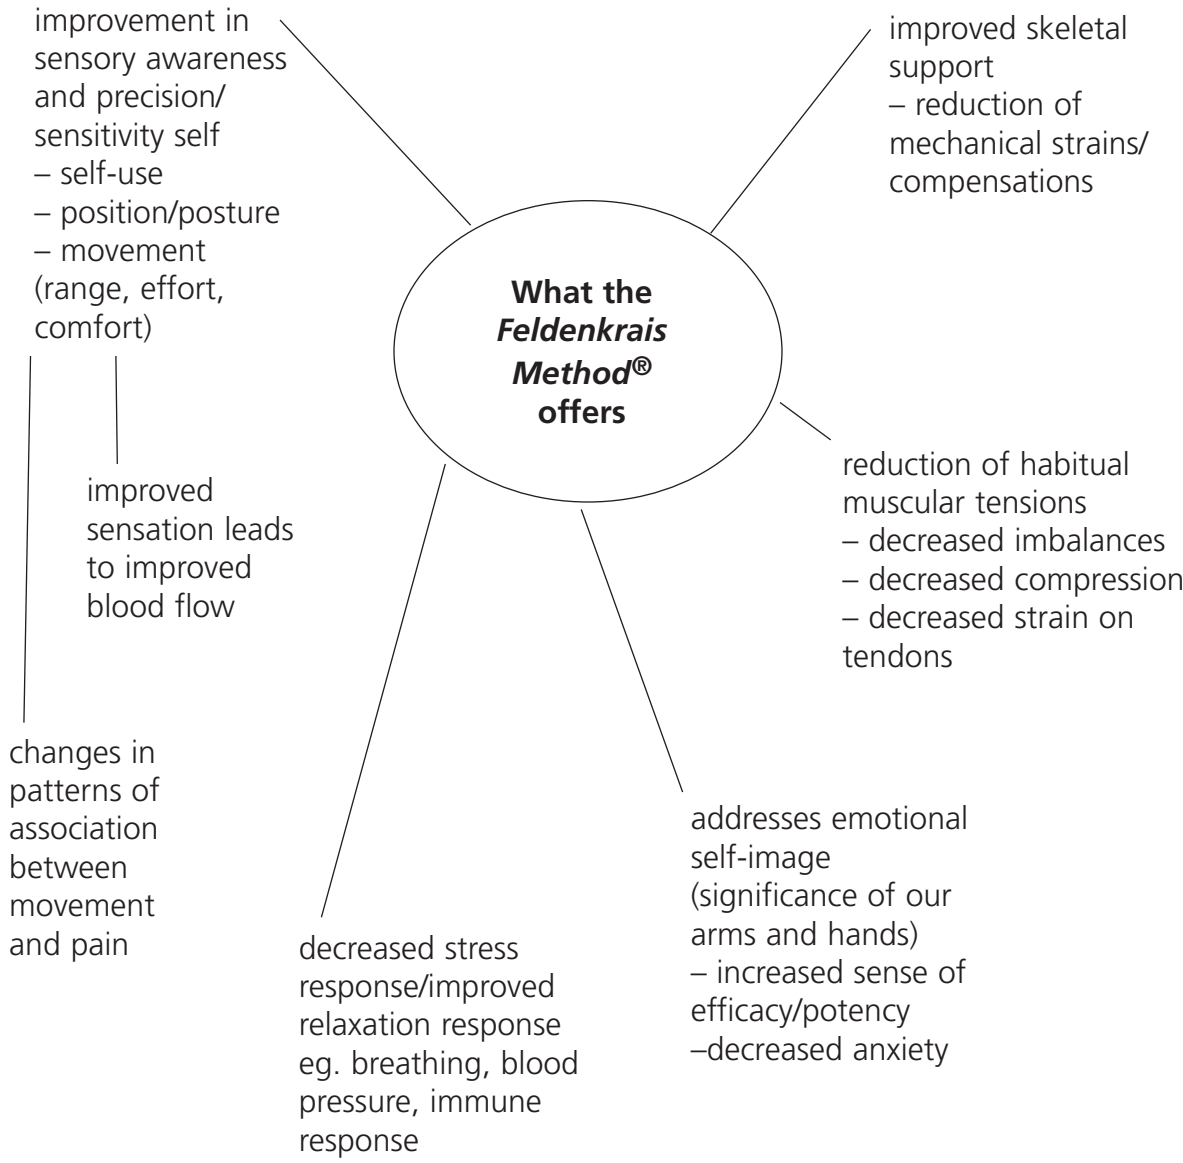 improvement in
sensory awareness
and precision/
sensitivity self
– self-use
– position/posture
– movement
(range, effort,
comfort)
improved skeletal
support
– reduction of
mechanical strains/
compensations
What the
Feldenkrais
Method®
offers
reduction of habitual
muscular tensions
– decreased imbalances
– decreased compression
– decreased strain on
tendons
improved
sensation leads
to improved
blood flow
changes in
patterns of
association
between
movement
and pain
addresses emotional
self-image
(significance of our
arms and hands)
– increased sense of
efficacy/potency
–decreased anxiety
decreased stress
response/improved
relaxation response
eg. breathing, blood
pressure, immune
response